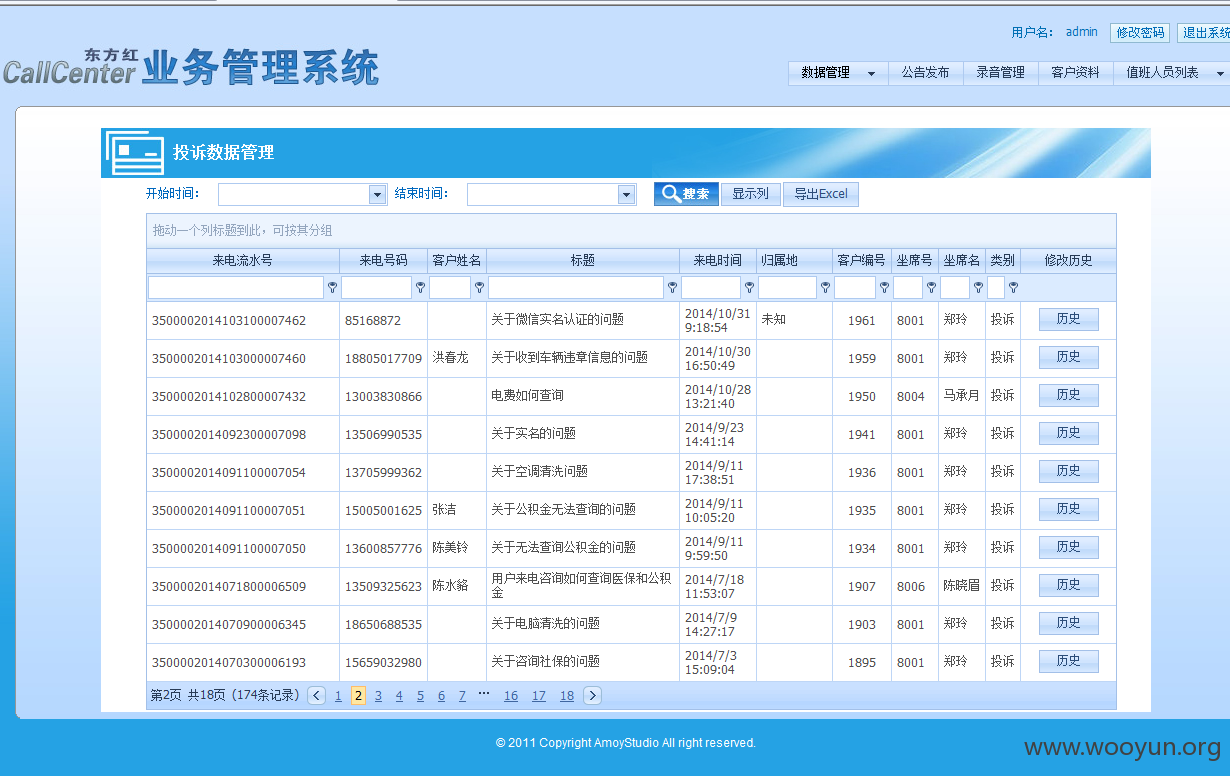 用户名： admin 修改密码 退出系统
东方红
CallCenter 业务管理系统
数据管理 公告发布 录音管理 客户资料 值班人员列表
投诉数据管理
开始时间： 结束时间： 搜索 显示列 导出Excel
拖动一个列标题到此，可按其分组
来电流水号 来电号码 客户姓名 标题 来电时间 归属地 客户编号 坐席号 坐席名 类别 修改历史
3500002014103100007462 85168872 关于微信实名认证的问题 2014/10/31 9:18:54 未知 1961 8001 郑玲 投诉 历史
3500002014103000007460 18805017709 洪春龙 关于收到车辆违章信息的问题 2014/10/30 16:50:49 1959 8001 郑玲 投诉 历史
3500002014102800007432 13003830866 电费如何查询 2014/10/28 13:21:40 1950 8004 马承月 投诉 历史
3500002014092300007098 13506990535 关于实名的问题 2014/9/23 14:41:14 1941 8001 郑玲 投诉 历史
3500002014091100007054 13705999362 关于空调清洗问题 2014/9/11 17:38:51 1936 8001 郑玲 投诉 历史
3500002014091100007051 15005001625 张洁 关于公积金无法查询的问题 2014/9/11 10:05:20 1935 8001 郑玲 投诉 历史
3500002014091100007050 13600857776 陈美铃 关于无法查询公积金的问题 2014/9/11 9:59:50 1934 8001 郑玲 投诉 历史
3500002014071800006509 13509325623 陈水貉 用户来电咨询如何查询医保和公积金 2014/7/18 11:53:07 1907 8006 陈晓眉 投诉 历史
3500002014070900006345 18650688535 关于电脑清洗的问题 2014/7/9 14:27:17 1903 8001 郑玲 投诉 历史
3500002014070300006193 15659032980 关于咨询社保的问题 2014/7/3 15:09:04 1895 8001 郑玲 投诉 历史
第2页 共18页（174条记录） 1 2 3 4 5 6 7 … 16 17 18
© 2011 Copyright AmoyStudio All right reserved.
www.wooyun.org